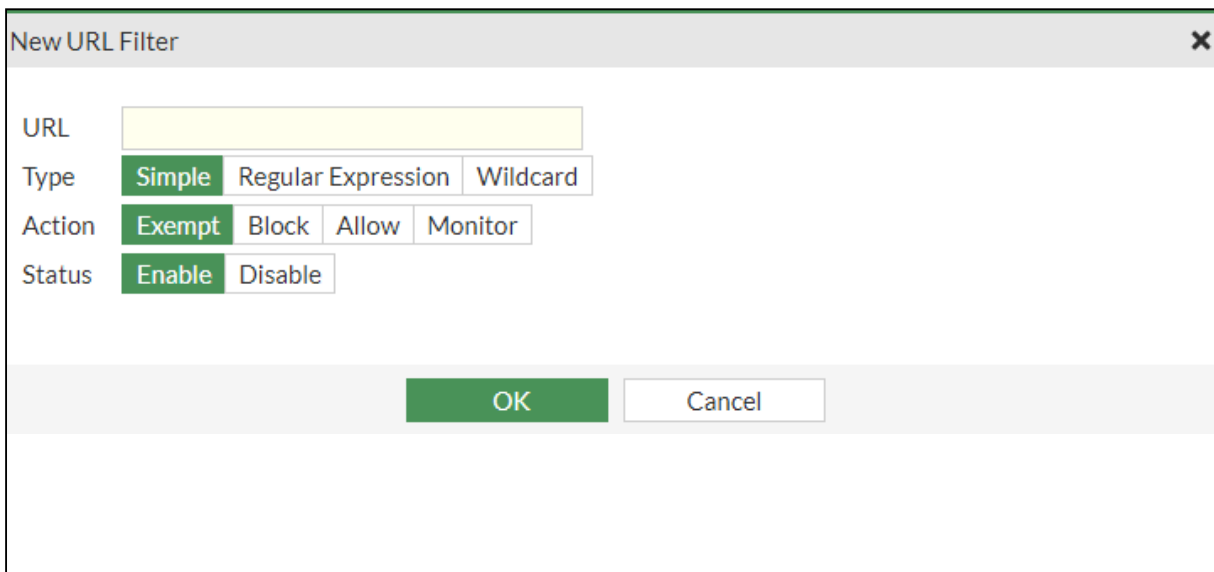 New URL Filter
URL
Type Simple Regular Expression Wildcard
Action Exempt Block Allow Monitor
Status Enable Disable
OK Cancel